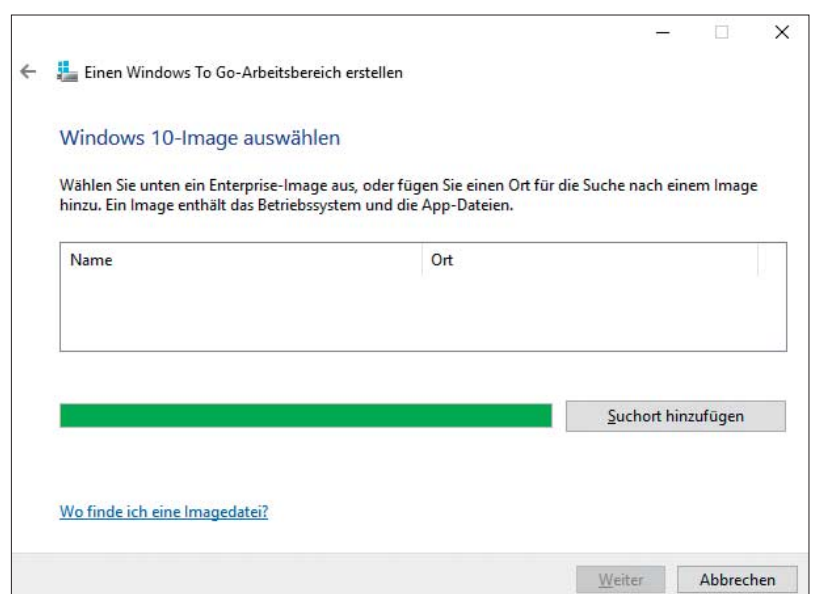 Einen Windows To Go-Arbeitsbereich erstellen
Windows 10-Image auswählen
Wählen Sie unten ein Enterprise-Image aus, oder fügen Sie einen Ort für die Suche nach einem Image
hinzu. Ein Image enthält das Betriebssystem und die App-Dateien.
Name Ort
Suchort hinzufügen
Wo finde ich eine Imagedatei?
Weiter Abbrechen